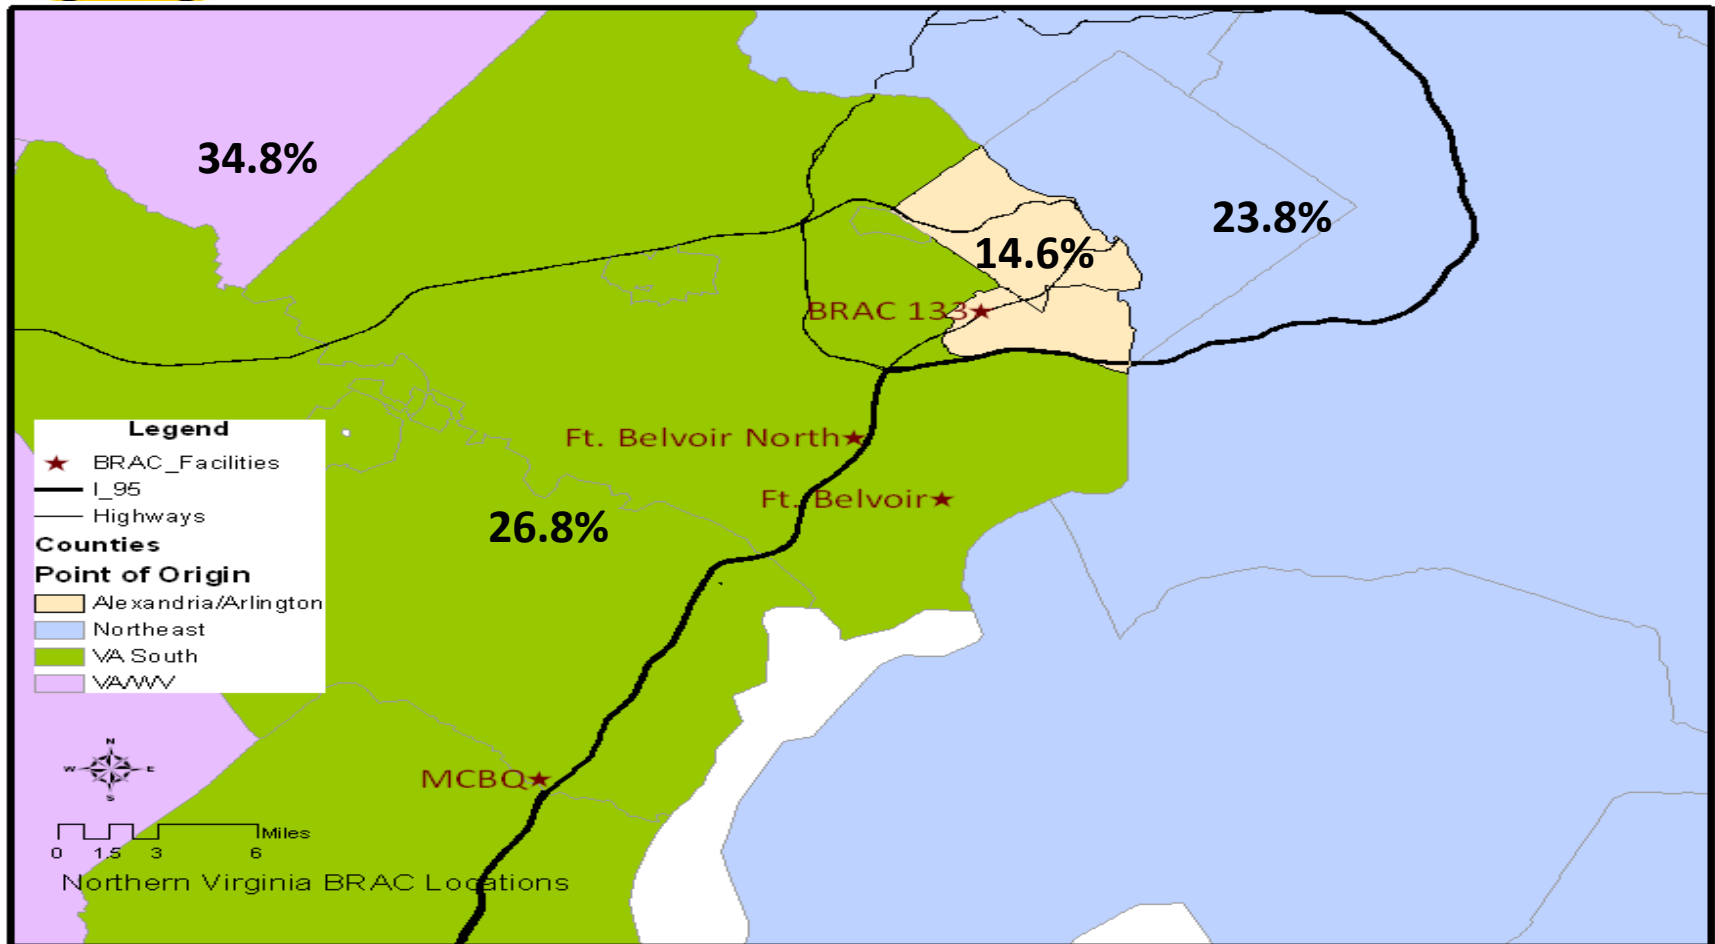 34.8%
23.8%
14.6%
BRAC 133
Ft. Belvoir North
Ft. Belvoir
26.8%
Legend
BRAC_Facilities
I_95
Highways
Counties
Point of Origin
Alexandria/Arlington
Northeast
VA South
VA/WV
N
W E
S
MCBQ
Miles
0 1.5 3 6
Northern Virginia BRAC Locations